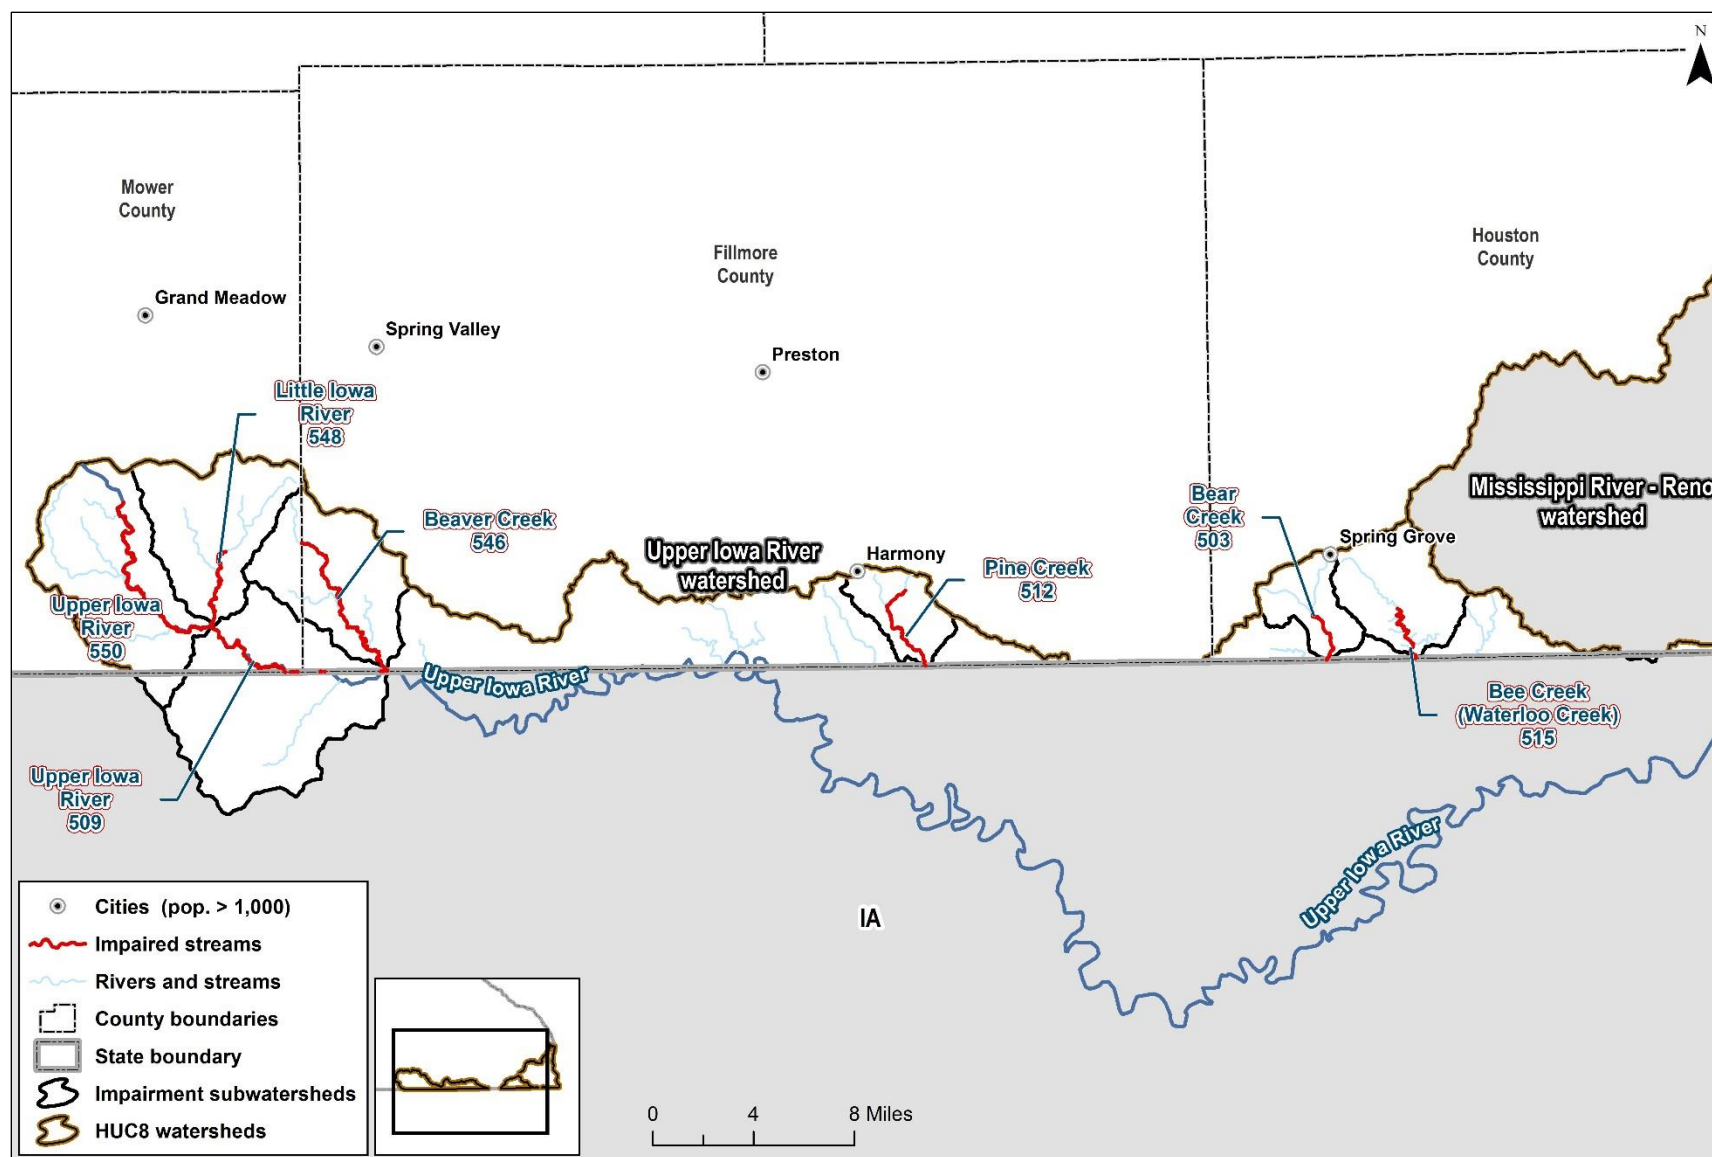 N
Mower
County
Fillmore
County
Houston
County
Grand Meadow
Spring Valley
Preston
Little Iowa
River
548
Beaver Creek
546
Upper Iowa River
watershed
Harmony
Pine Creek
512
Bear
Creek
503
Spring Grove
Mississippi River - Reno
watershed
Upper Iowa
River
550
Upper Iowa River
Bee Creek
(Waterloo Creek)
515
Upper Iowa
River
509
Upper Iowa River
IA
Cities (pop. > 1,000)
Impaired streams
Rivers and streams
County boundaries
State boundary
Impairment subwatersheds
HUC8 watersheds
0 4 8 Miles